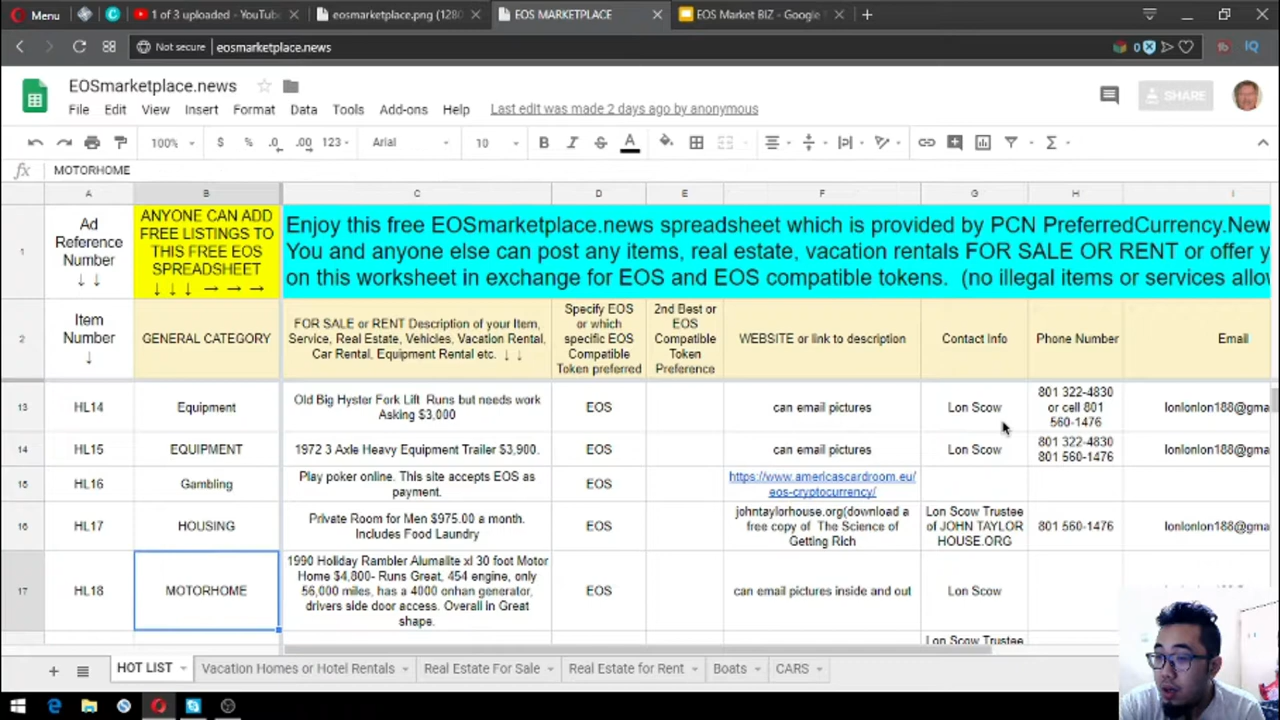 Menu
1 of 3 uploaded - YouTube
eosmarketplace.png (1280
EOS MARKETPLACE
EOS Market BIZ - Google
Not secure
eosmarketplace.news
0
EOSmarketplace.news
File Edit View Insert Format Data Tools Add-ons Help Last edit was made 2 days ago by anonymous
SHARE
100% $ % .0 .00 123 Arial 10 B I S A
fx MOTORHOME
A B C D E F G H I
1
Ad
Reference
Number
↓ ↓
ANYONE CAN ADD
FREE LISTINGS TO
THIS FREE EOS
SPREADSHEET
↓ ↓ ↓ → → →
Enjoy this free EOSmarketplace.news spreadsheet which is provided by PCN PreferredCurrency.New
You and anyone else can post any items, real estate, vacation rentals FOR SALE OR RENT or offer y
on this worksheet in exchange for EOS and EOS compatible tokens. (no illegal items or services allo
2
Item
Number
↓
GENERAL CATEGORY
FOR SALE or RENT Description of your Item,
Service, Real Estate, Vehicles, Vacation Rental,
Car Rental, Equipment Rental etc. ↓ ↓
Specify EOS
or which
specific EOS
Compatible
Token preferred
2nd Best or
EOS
Compatible
Token
Preference
WEBSITE or link to description
Contact Info
Phone Number
Email
13
HL14
Equipment
Old Big Hyster Fork Lift Runs but needs work
Asking $3,000
EOS
can email pictures
Lon Scow
801 322-4830
or cell 801
560-1476
lonlonlon188@gma
14
HL15
EQUIPMENT
1972 3 Axle Heavy Equipment Trailer $3,900.
EOS
can email pictures
Lon Scow
801 322-4830
801 560-1476
lonlonlon188@gma
15
HL16
Gambling
Play poker online. This site accepts EOS as
payment.
EOS
https://www.americascardroom.eu/
eos-cryptocurrency/
16
HL17
HOUSING
Private Room for Men $975.00 a month.
Includes Food Laundry
EOS
johntaylorhouse.org(download a
free copy of The Science of
Getting Rich
Lon Scow Trustee
of JOHN TAYLOR
HOUSE.ORG
801 560-1476
lonlonlon188@gma
17
HL18
MOTORHOME
1990 Holiday Rambler Alumalite xl 30 foot Motor
Home $4,800- Runs Great, 454 engine, only
56,000 miles, has a 4000 onhan generator,
drivers side door access. Overall in Great
shape.
EOS
can email pictures inside and out
Lon Scow
Lon Scow Trustee
HOT LIST
Vacation Homes or Hotel Rentals
Real Estate For Sale
Real Estate for Rent
Boats
CARS